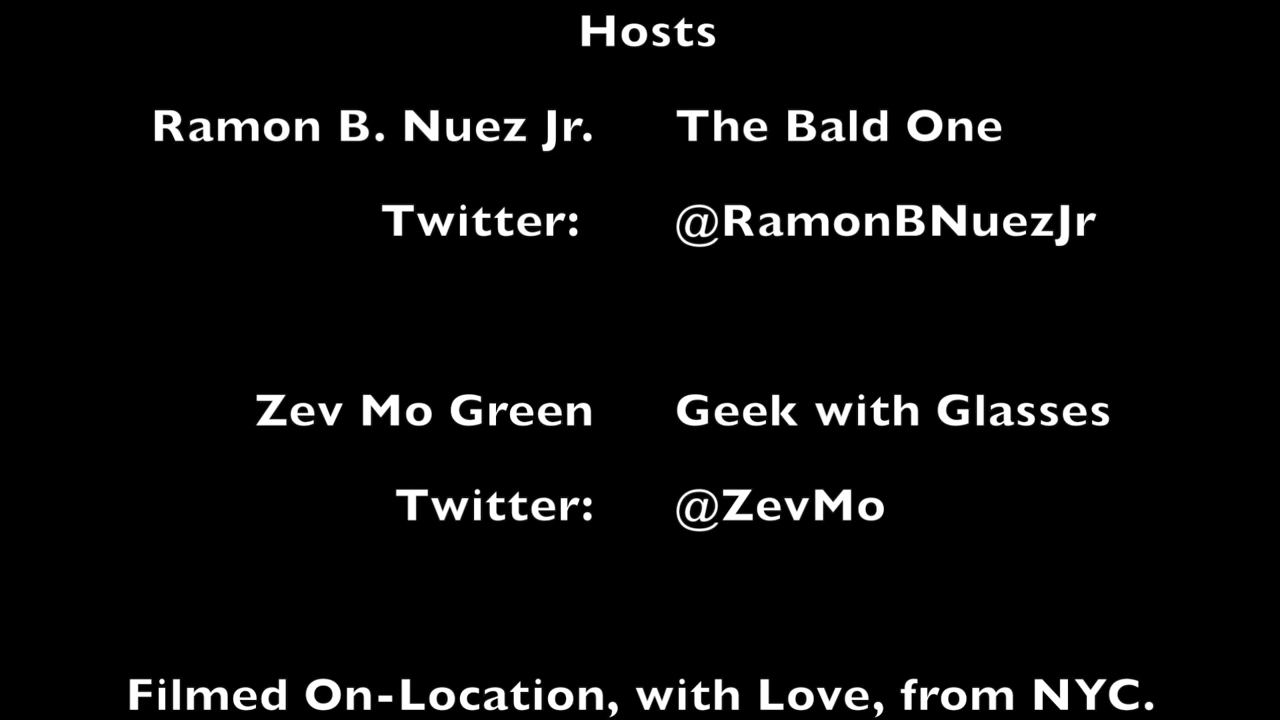 Hosts
Ramon B. Nuez Jr. The Bald One
Twitter: @RamonBNuezJr
Zev Mo Green Geek with Glasses
Twitter: @ZevMo
Filmed On-Location, with Love, from NYC.